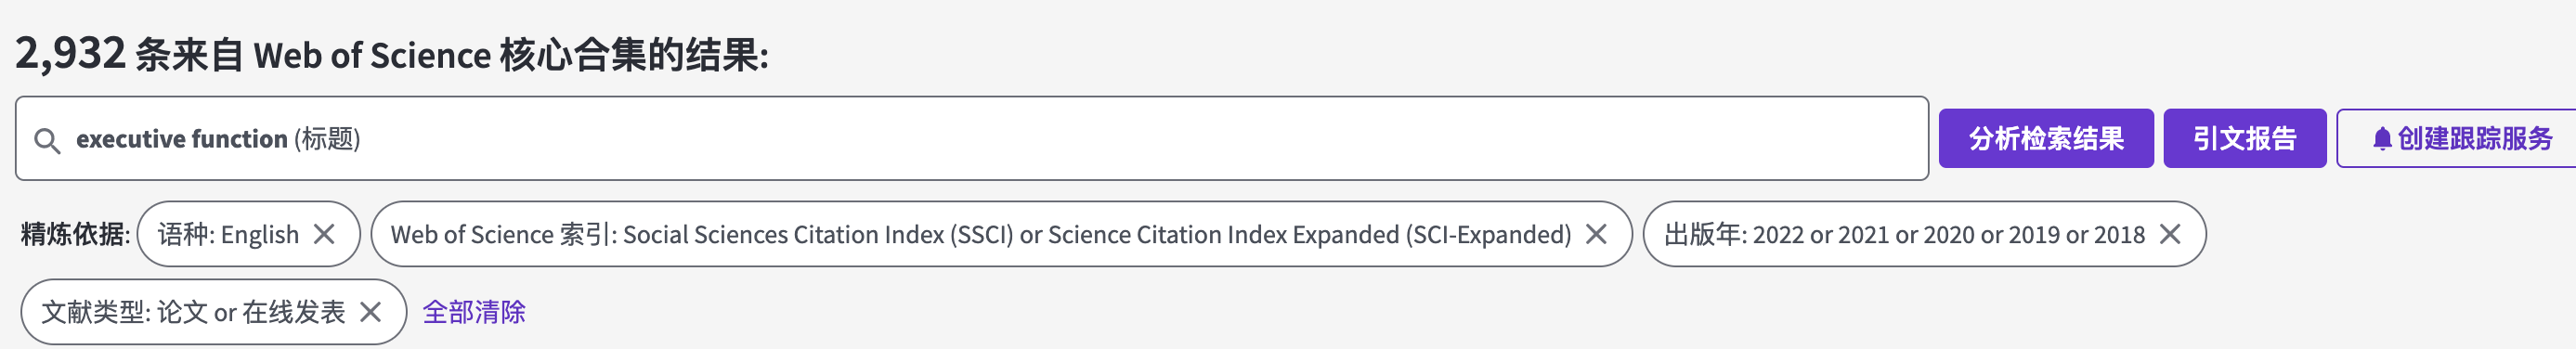 2,932 条来自 Web of Science 核心合集的结果:
executive function (标题) 分析检索结果 引文报告 创建跟踪服务
精炼依据: 语种: English × Web of Science 索引: Social Sciences Citation Index (SSCI) or Science Citation Index Expanded (SCI-Expanded) × 出版年: 2022 or 2021 or 2020 or 2019 or 2018 ×
文献类型: 论文 or 在线发表 × 全部清除